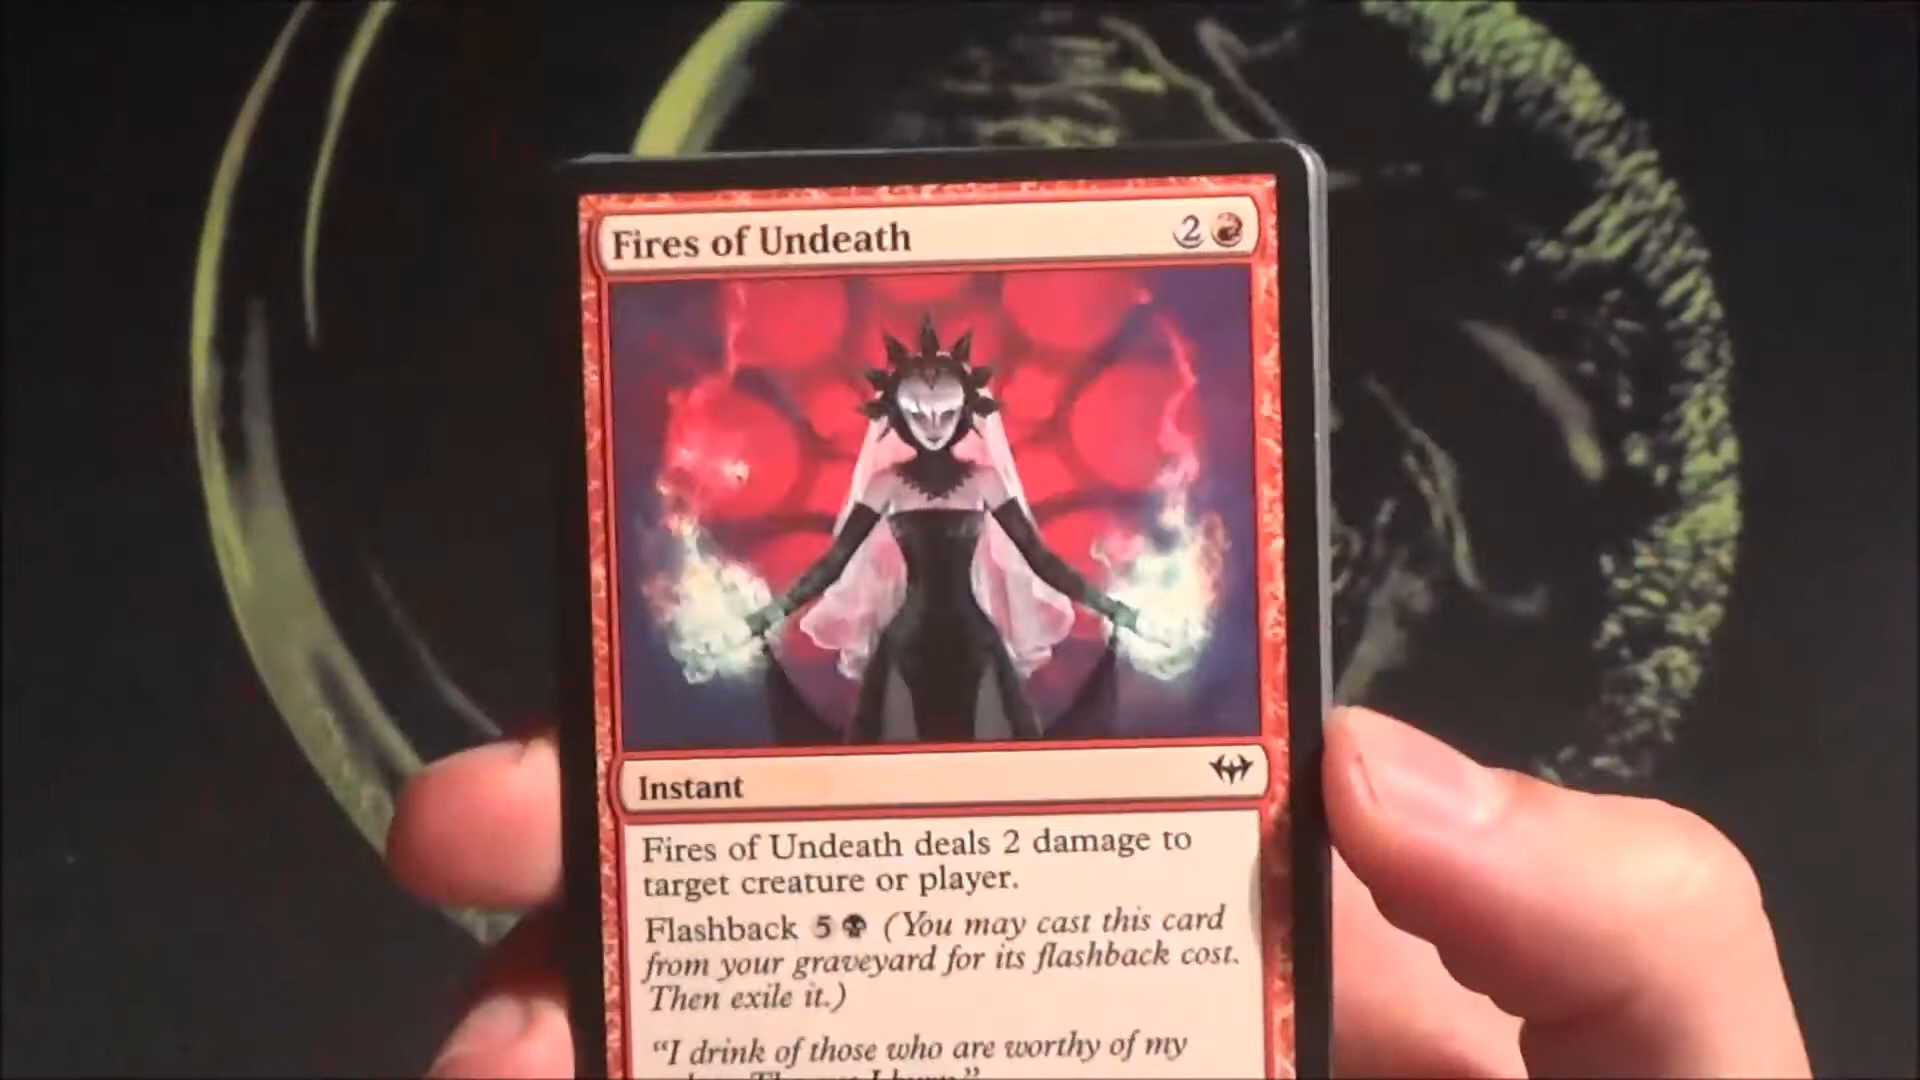 Fires of Undeath 2
Instant
Fires of Undeath deals 2 damage to
target creature or player.
Flashback 5 (You may cast this card
from your graveyard for its flashback cost.
Then exile it.)
“I drink of those who are worthy of my